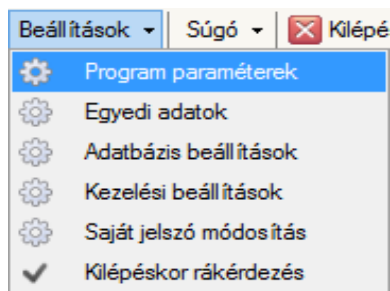 Beállítások Súgó Kilépé
Program paraméterek
Egyedi adatok
Adatbázis beállítások
Kezelési beállítások
Saját jelszó módosítás
Kilépéskor rákérdezés